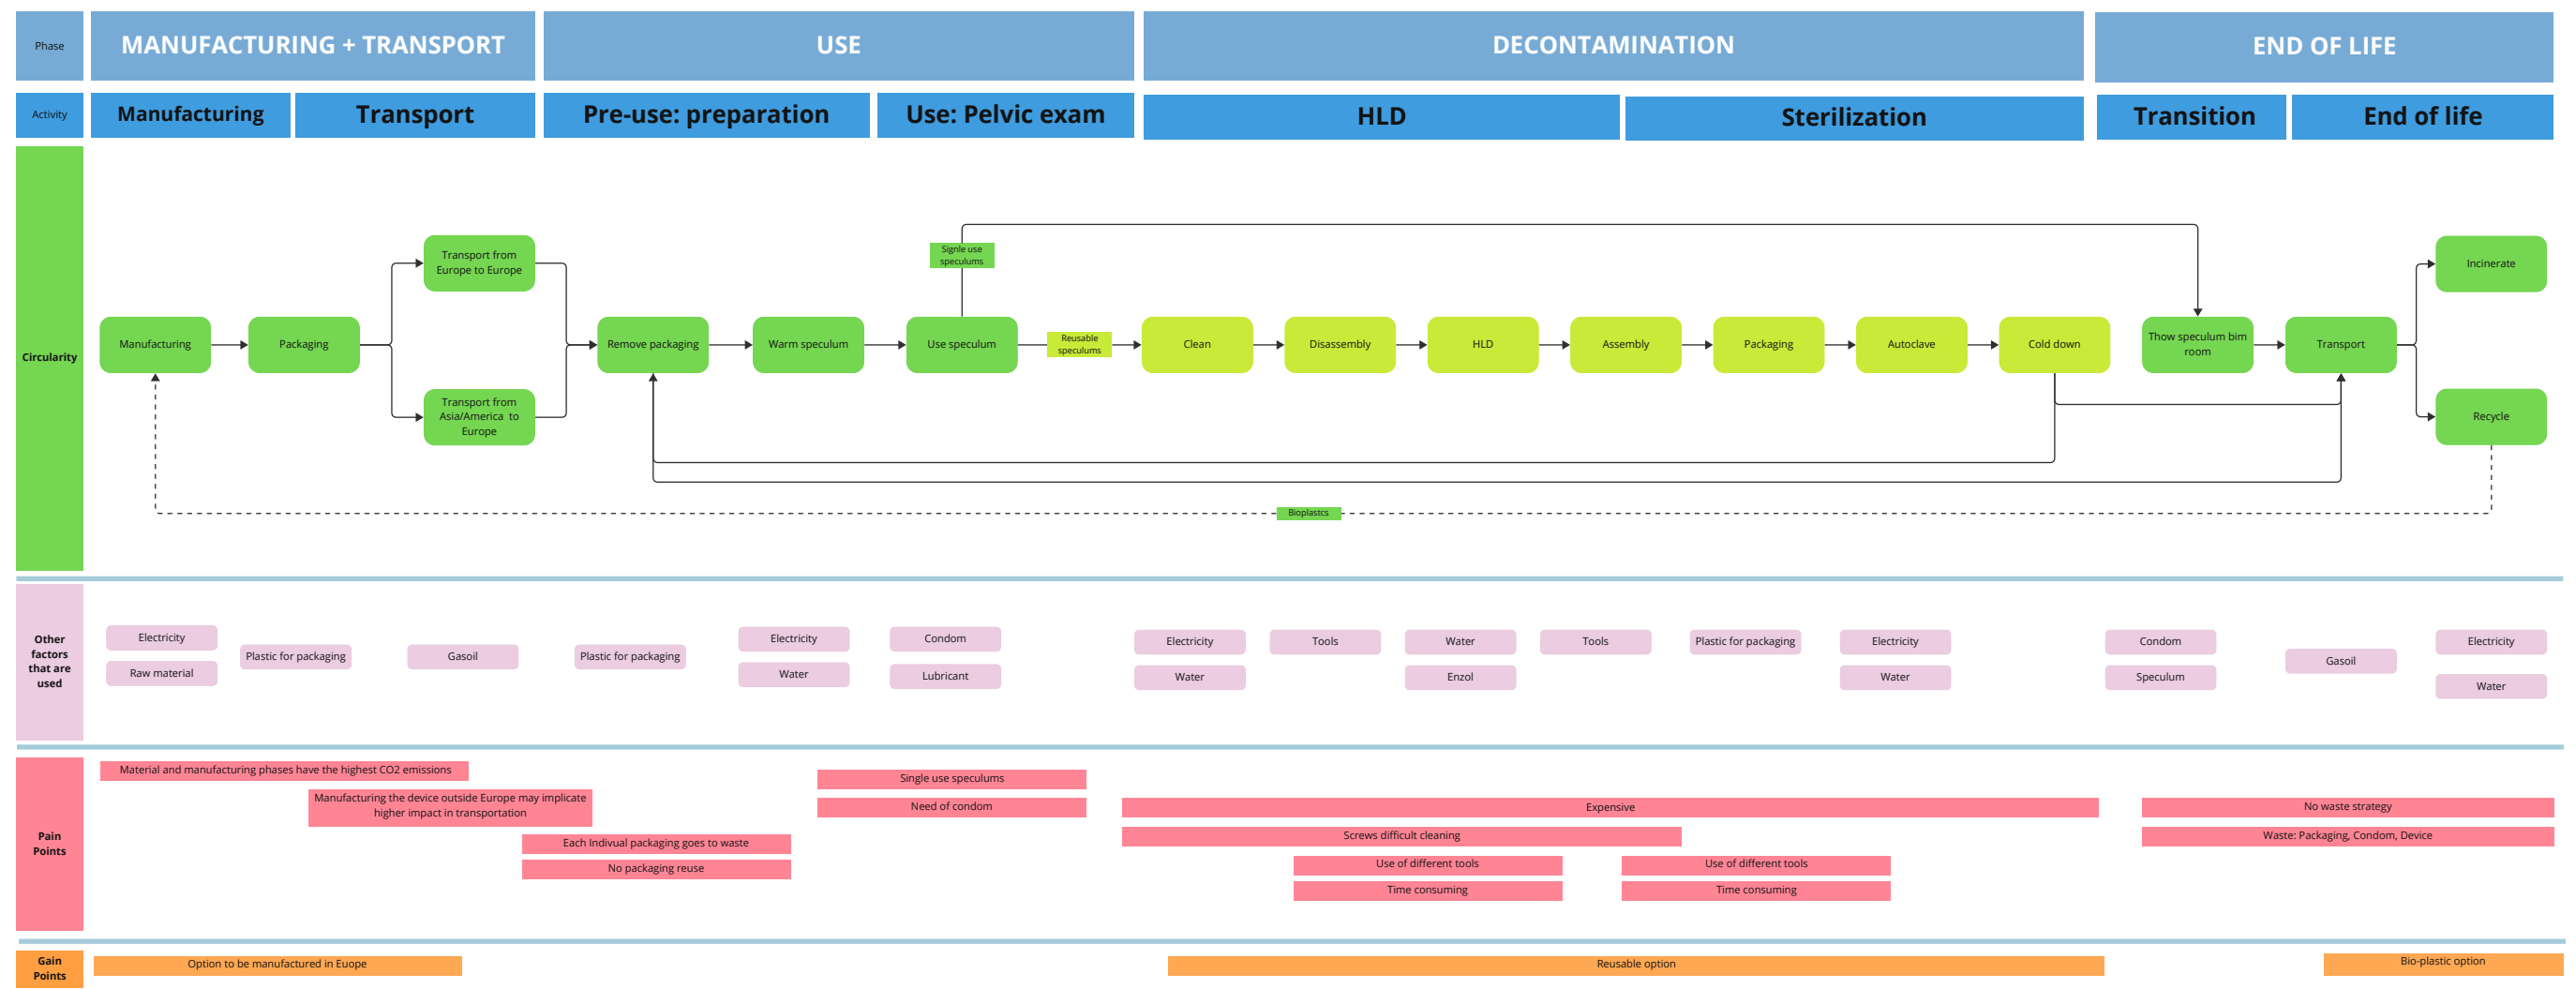 Phase
MANUFACTURING + TRANSPORT
USE
DECONTAMINATION
END OF LIFE
Activity
Manufacturing
Transport
Pre-use: preparation
Use: Pelvic exam
HLD
Sterilization
Transition
End of life
Circularity
Signle use
speculums
Transport from
Europe to Europe
Incinerate
Manufacturing
Packaging
Remove packaging
Warm speculum
Use speculum
Reusable
speculums
Clean
Disassembly
HLD
Assembly
Packaging
Autoclave
Cold down
Thow speculum bim
room
Transport
Transport from
Asia/America to
Europe
Recycle
Bioplastcs
Other
factors
that are
used
Electricity
Raw material
Plastic for packaging
Gasoil
Plastic for packaging
Electricity
Water
Condom
Lubricant
Electricity
Water
Tools
Water
Enzol
Tools
Plastic for packaging
Electricity
Water
Condom
Speculum
Gasoil
Electricity
Water
Pain
Points
Material and manufacturing phases have the highest CO2 emissions
Manufacturing the device outside Europe may implicate
higher impact in transportation
Each Indivual packaging goes to waste
No packaging reuse
Single use speculums
Need of condom
Expensive
Screws difficult cleaning
Use of different tools
Time consuming
Use of different tools
Time consuming
No waste strategy
Waste: Packaging, Condom, Device
Gain
Points
Option to be manufactured in Euope
Reusable option
Bio-plastic option